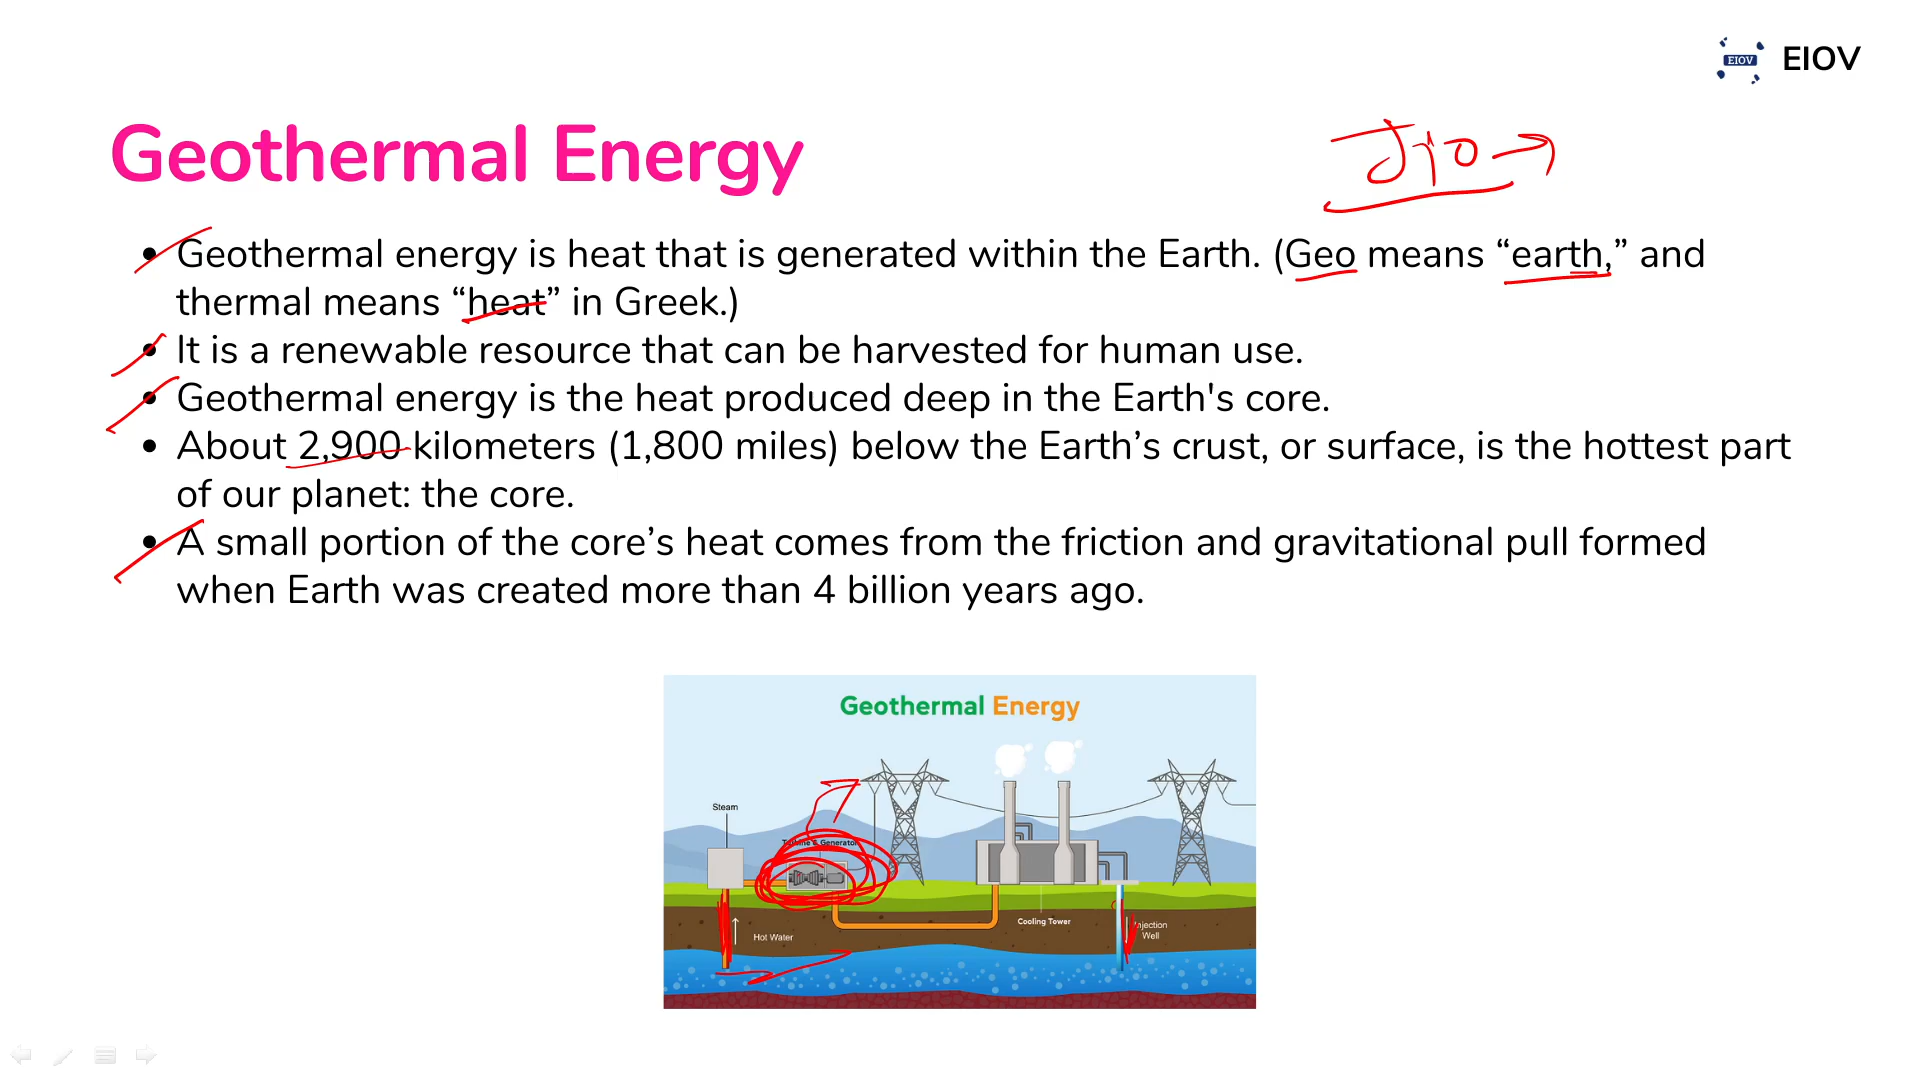 EIOV EIOV
Geothermal Energy
Jio
• Geothermal energy is heat that is generated within the Earth. (Geo means “earth,” and
thermal means “heat” in Greek.)
• It is a renewable resource that can be harvested for human use.
• Geothermal energy is the heat produced deep in the Earth's core.
• About 2,900 kilometers (1,800 miles) below the Earth’s crust, or surface, is the hottest part
of our planet: the core.
• A small portion of the core’s heat comes from the friction and gravitational pull formed
when Earth was created more than 4 billion years ago.
Geothermal Energy
Steam
Turbine & Generator
Cooling Tower
Injection
Well
Hot Water